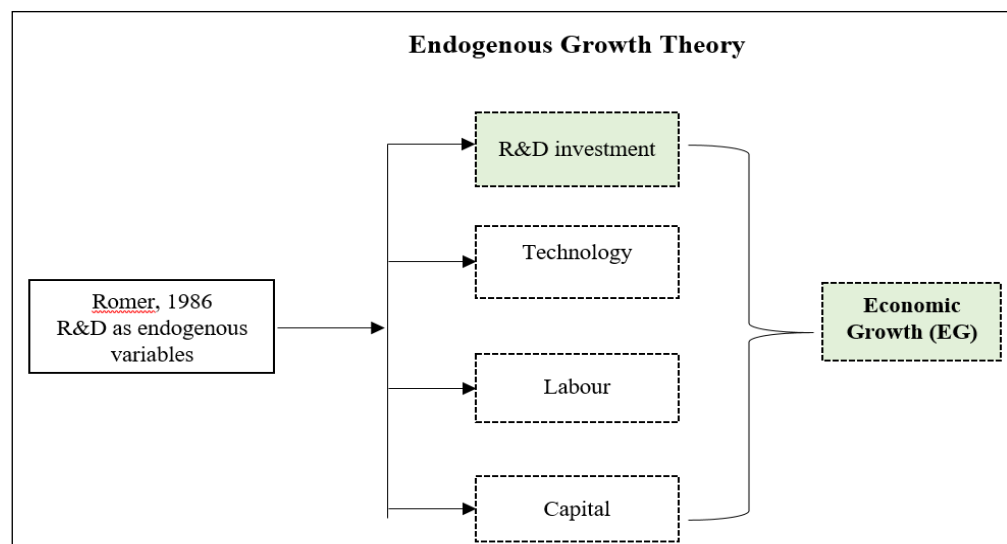 Endogenous Growth Theory
R&D investment
Technology
Romer, 1986
R&D as endogenous
variables
Labour
Capital
Economic
Growth (EG)